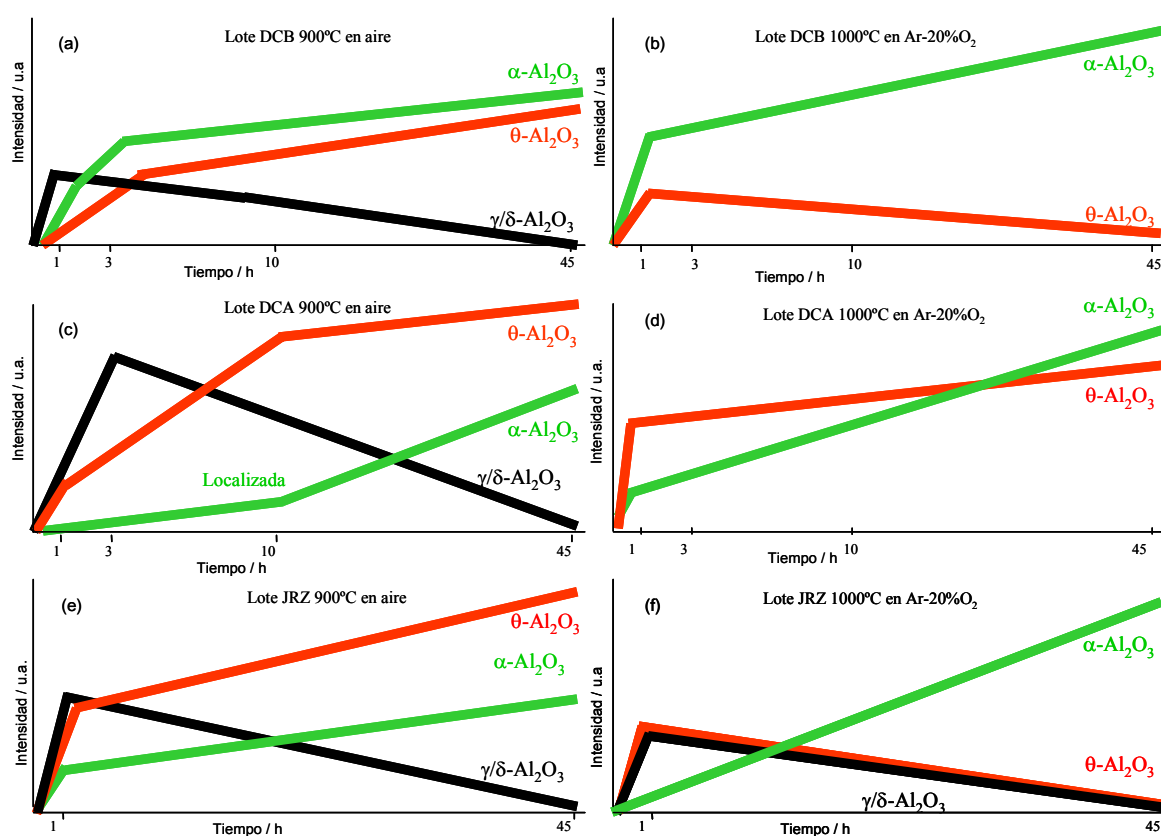 (a)
Lote DCB 900ºC en aire
Intensidad / u.a
α-Al₂O₃
θ-Al₂O₃
γ/δ-Al₂O₃
1 3 10 45
Tiempo / h
(b)
Lote DCB 1000ºC en Ar-20%O₂
Intensidad / u.a
α-Al₂O₃
θ-Al₂O₃
1 3 10 45
Tiempo / h
(c)
Lote DCA 900ºC en aire
Intensidad / u.a.
θ-Al₂O₃
α-Al₂O₃
Localizada
γ/δ-Al₂O₃
1 3 10 45
Tiempo / h
(d)
Lote DCA 1000ºC en Ar-20%O₂
Intensidad / u.a.
α-Al₂O₃
θ-Al₂O₃
1 3 10 45
Tiempo / h
(e)
Lote JRZ 900ºC en aire
Intensidad / u.a
θ-Al₂O₃
α-Al₂O₃
γ/δ-Al₂O₃
1 45
Tiempo / h
(f)
Lote JRZ 1000ºC en Ar-20%O₂
Intensidad / u.a
α-Al₂O₃
θ-Al₂O₃
γ/δ-Al₂O₃
1 45
Tiempo / h